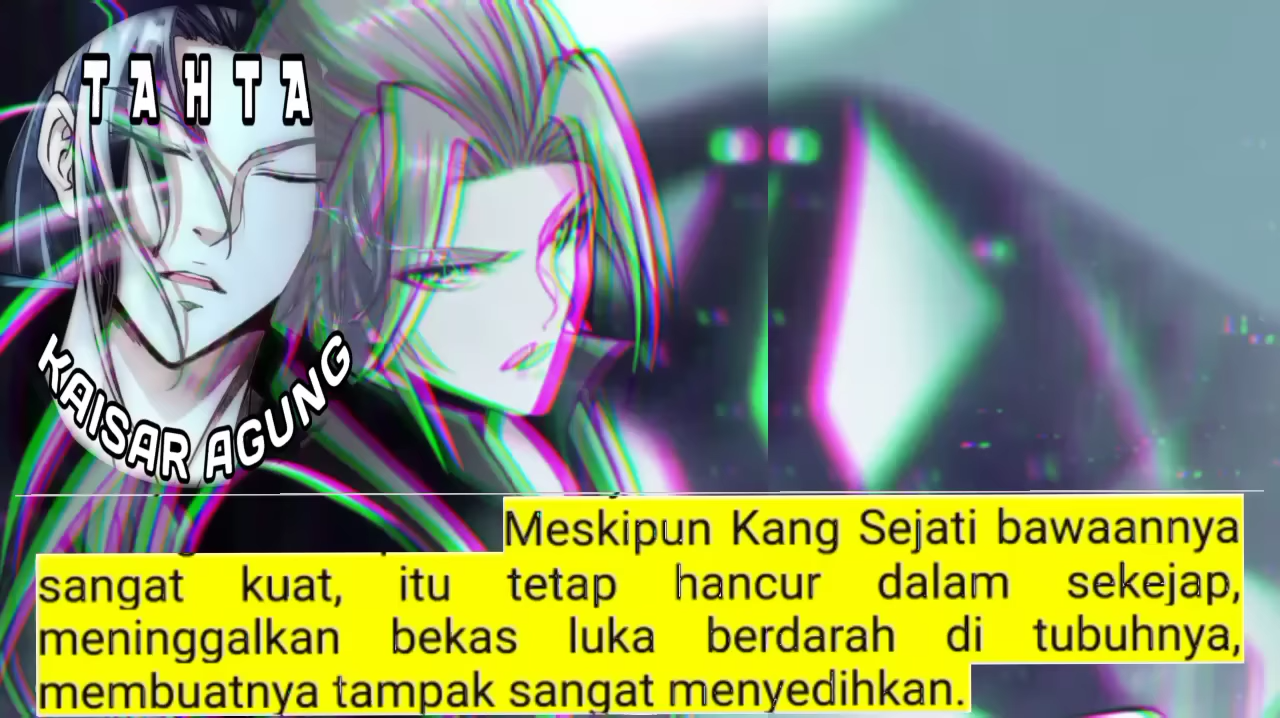 TAHTA
KAISAR AGUNG
Meskipun Kang Sejati bawaannya
sangat kuat, itu tetap hancur dalam sekejap,
meninggalkan bekas luka berdarah di tubuhnya,
membuatnya tampak sangat menyedihkan.